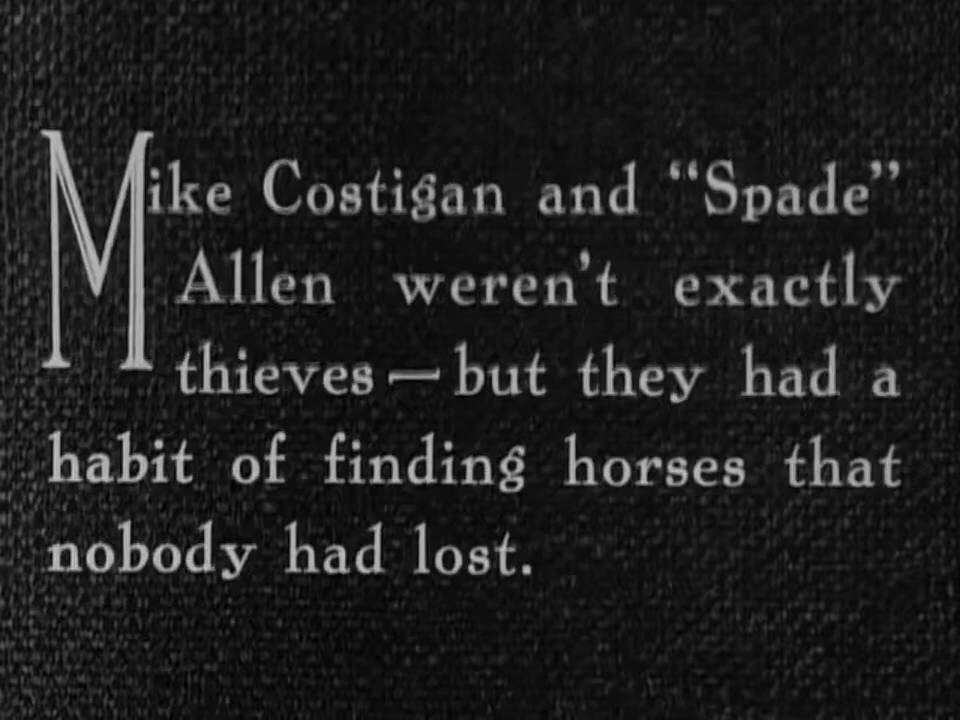 Mike Costigan and “Spade”
Allen weren’t exactly
thieves — but they had a
habit of finding horses that
nobody had lost.